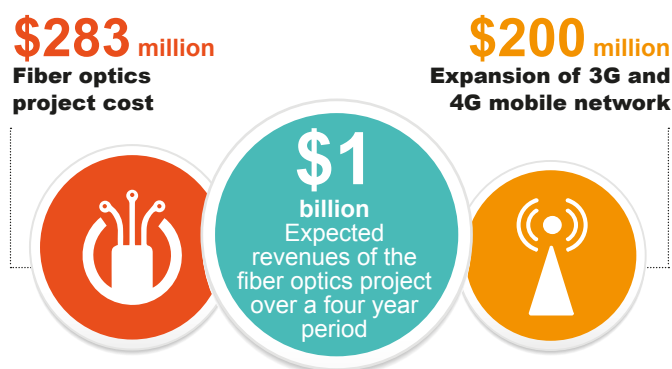 $283 million
Fiber optics
project cost
$200 million
Expansion of 3G and
4G mobile network
$1
billion
Expected
revenues of the
fiber optics project
over a four year
period